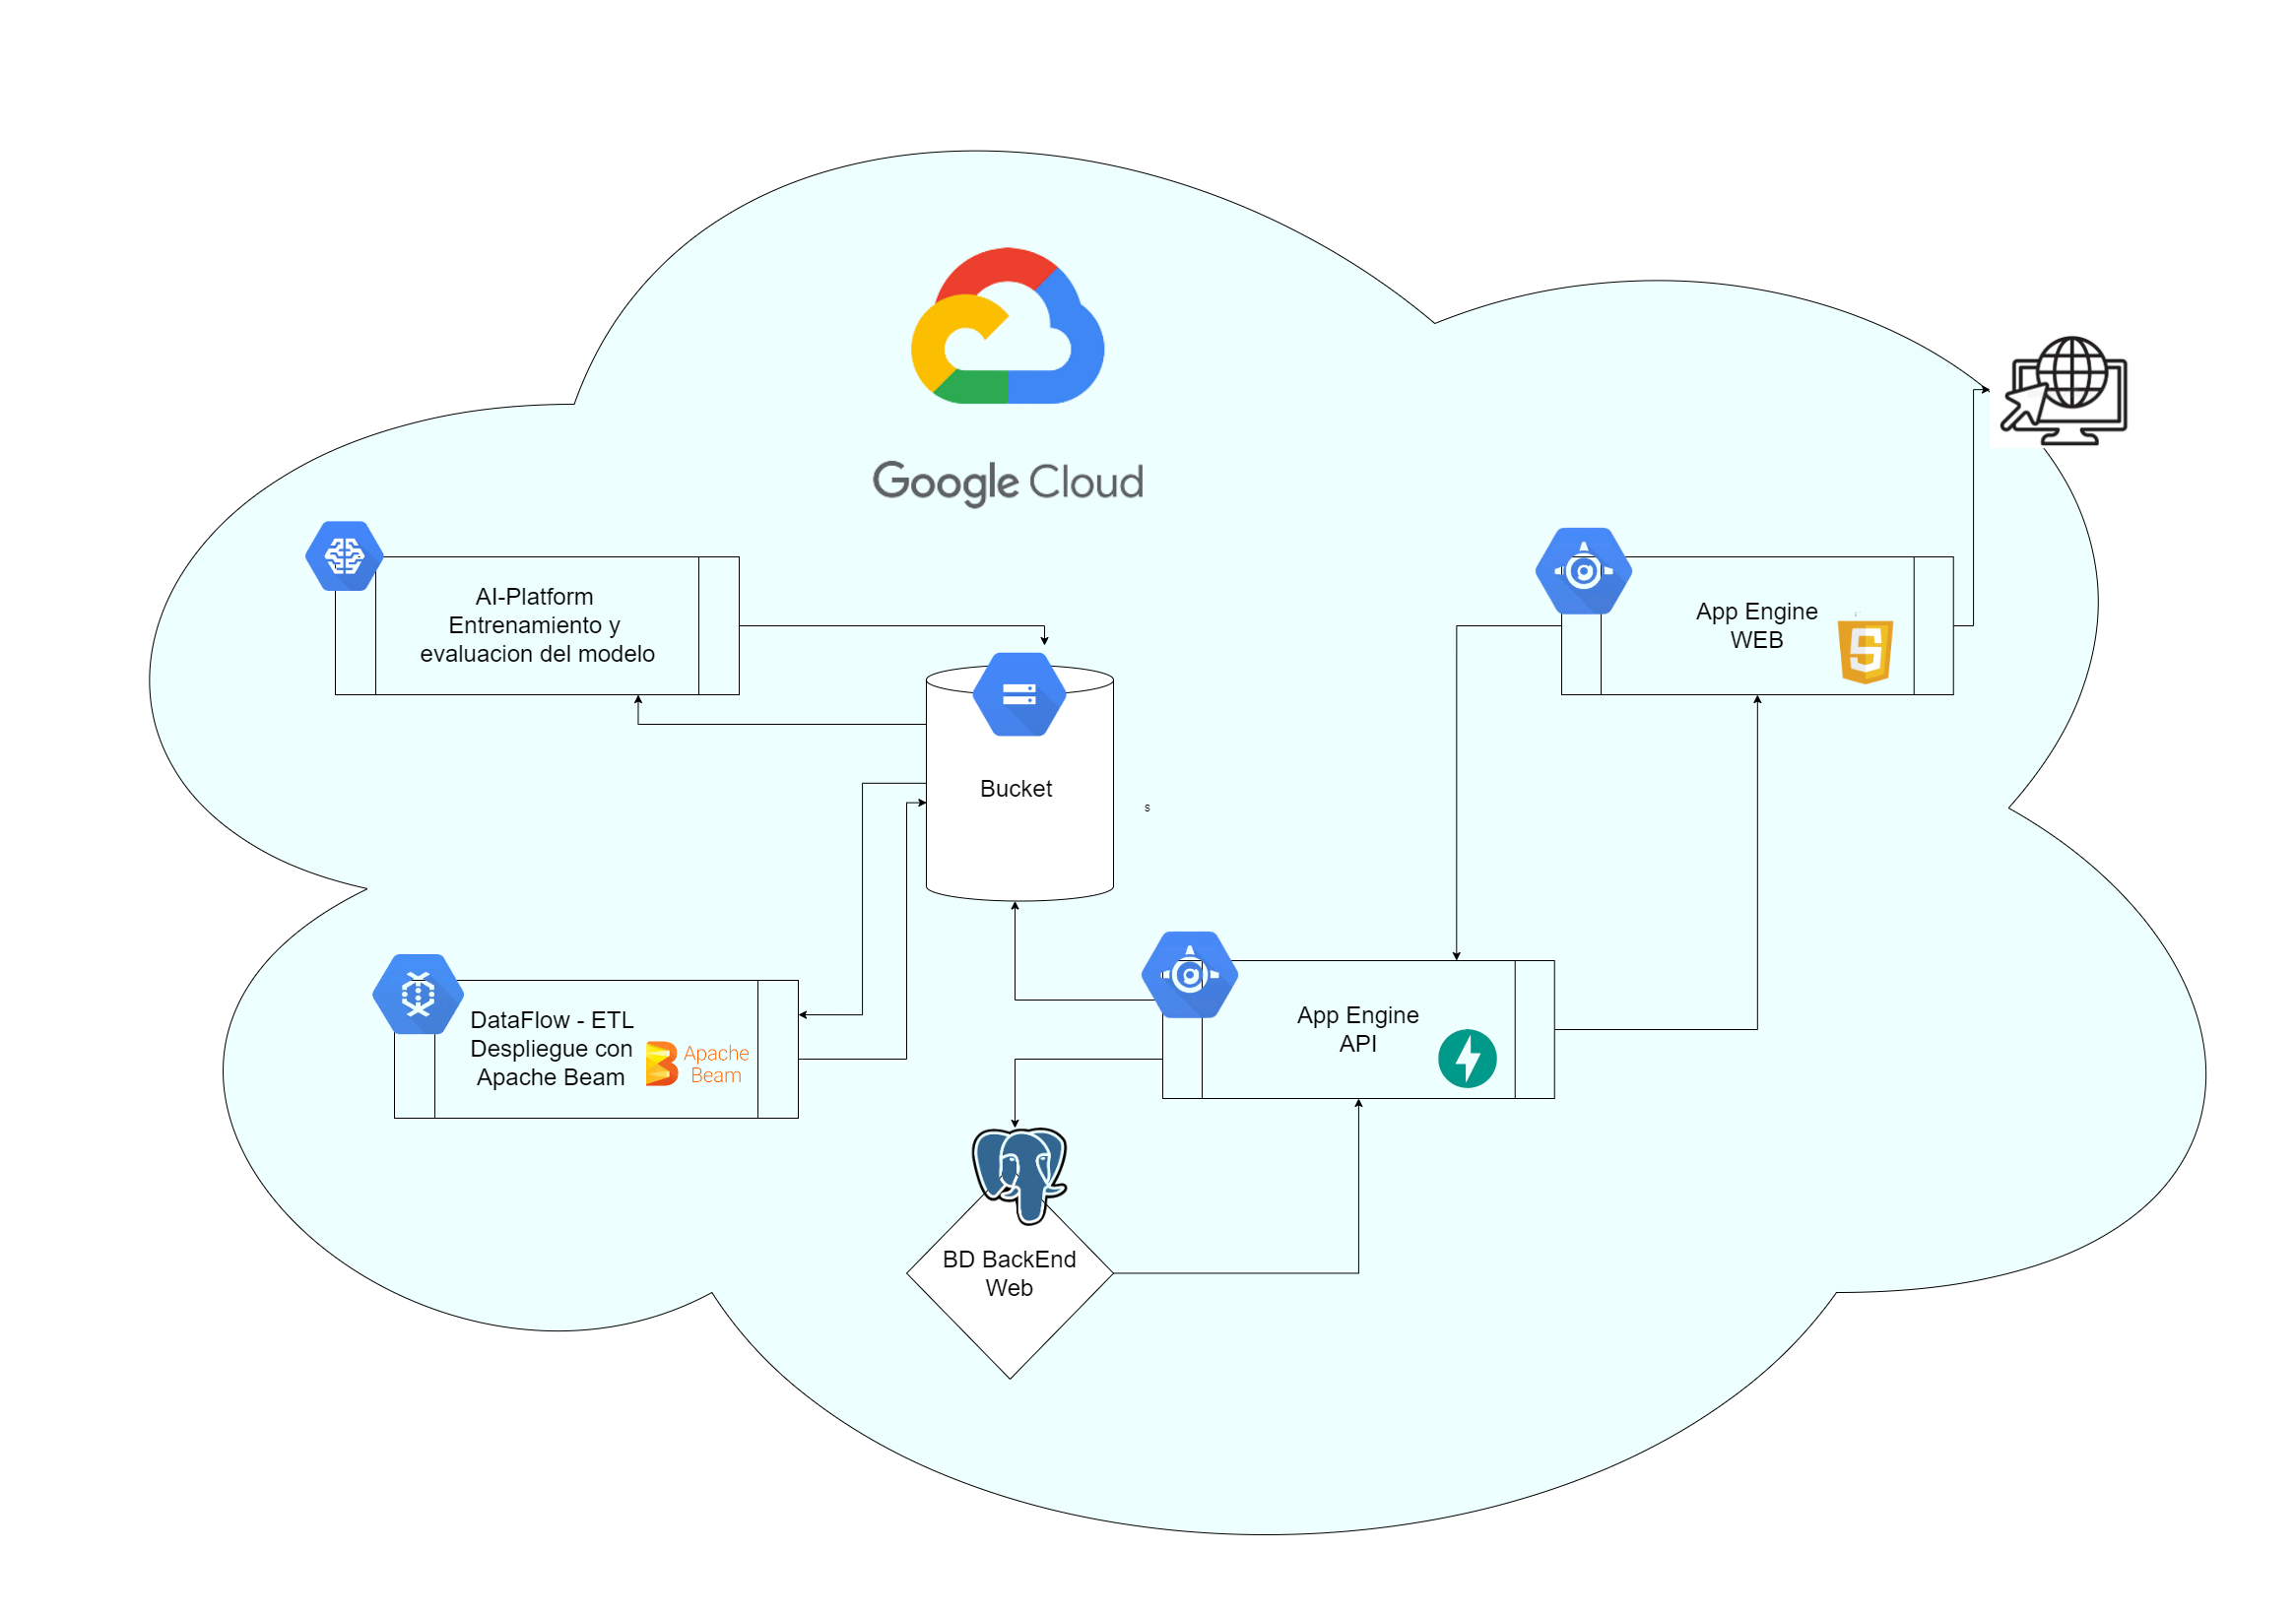 Google Cloud
AI-Platform
Entrenamiento y
evaluacion del modelo
App Engine
WEB
Bucket
s
DataFlow - ETL
Despliegue con
Apache Beam
Apache
Beam
App Engine
API
BD BackEnd
Web